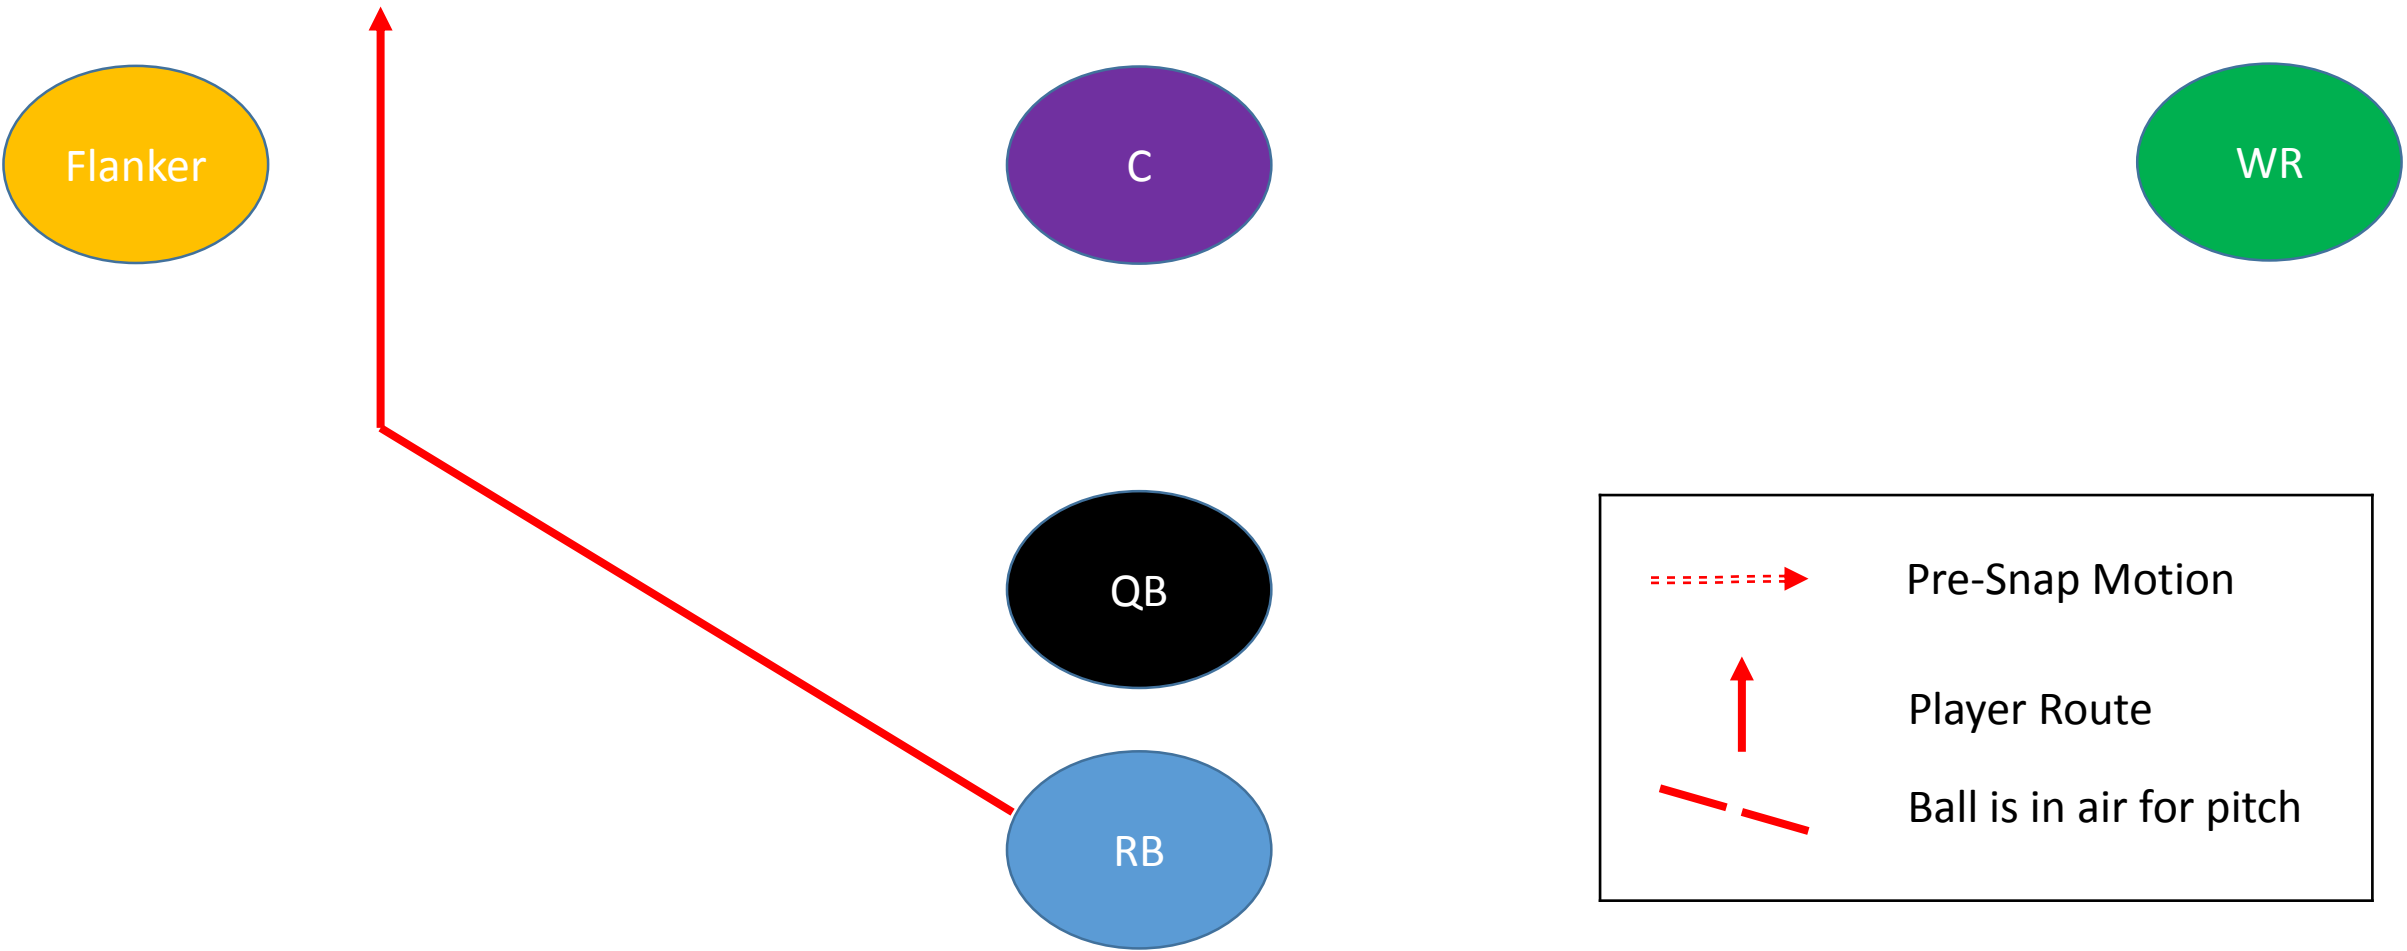 Flanker
C
WR
QB
RB
Pre-Snap Motion
Player Route
Ball is in air for pitch